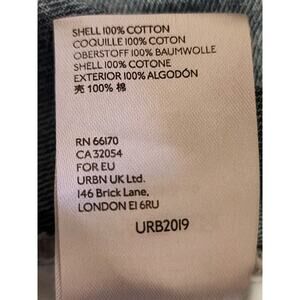 SHELL 100% COTTON
COQUILLE 100% COTON
OBERSTOFF 100% BAUMWOLLE
SHELL 100% COTONE
EXTERIOR 100% ALGODÓN
売 100% 棉
RN 66170
CA 32054
FOR EU
URBN UK Ltd.
146 Brick Lane,
LONDON E1 6RU
URB2019